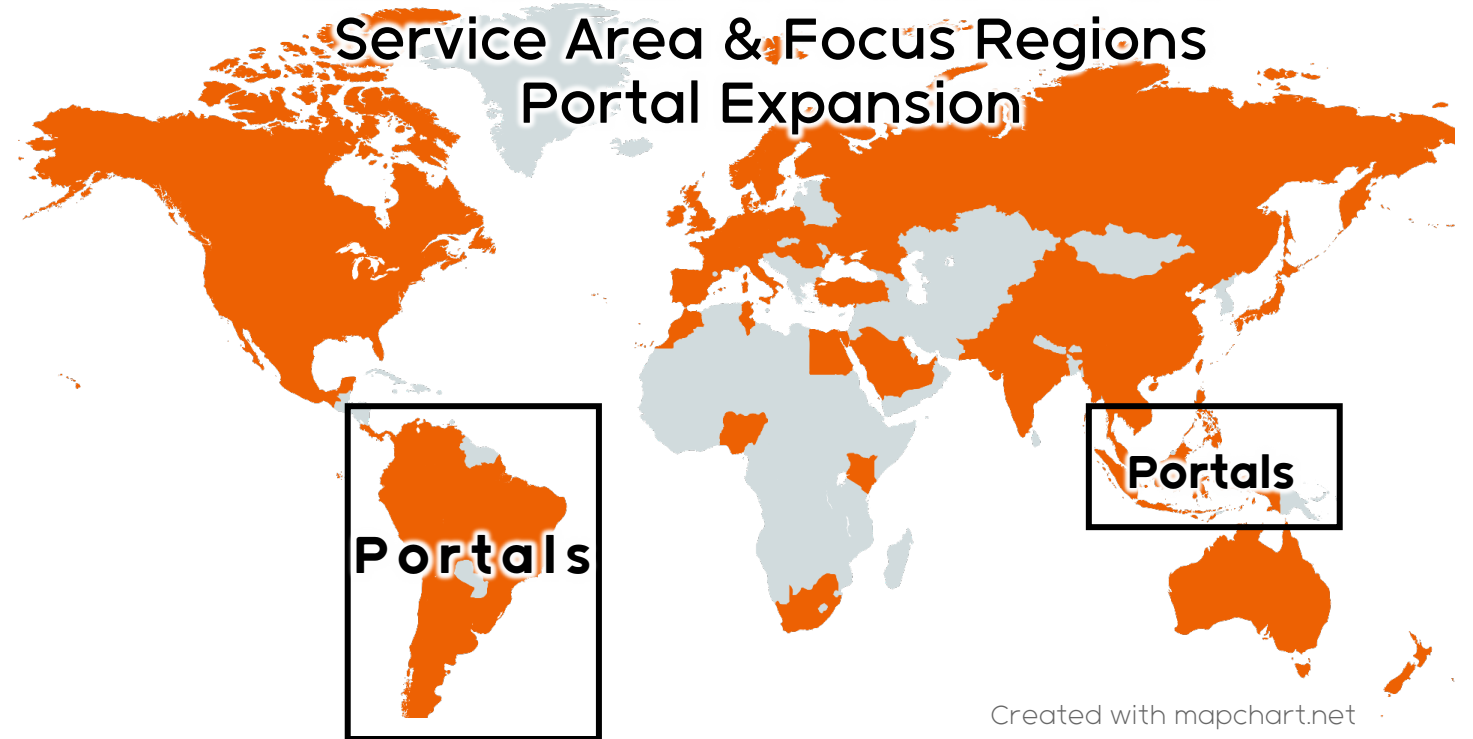 Service Area & Focus Regions
Portal Expansion
Portals
Portals
Created with mapchart.net